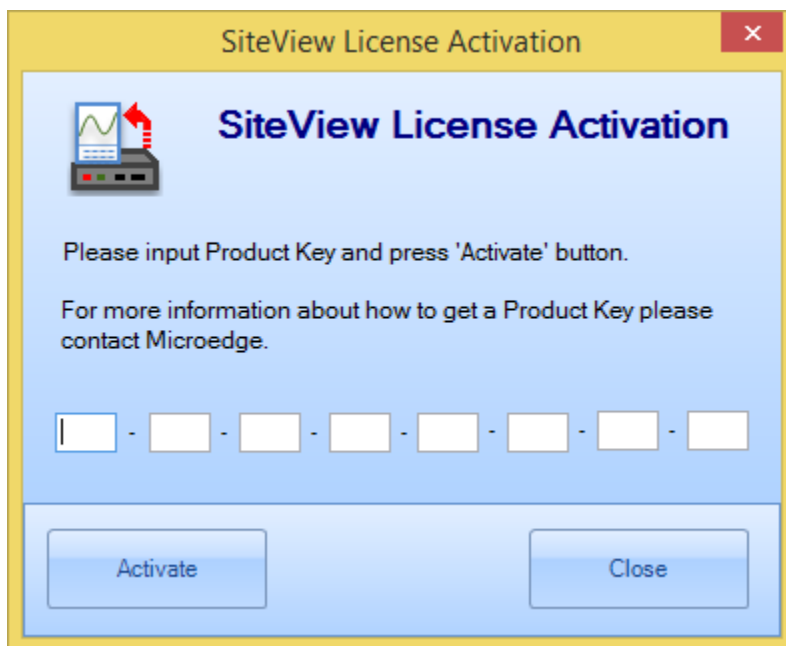 SiteView License Activation
SiteView License Activation
Please input Product Key and press 'Activate' button.
For more information about how to get a Product Key please
contact Microedge.
- - - - - - -
Activate
Close